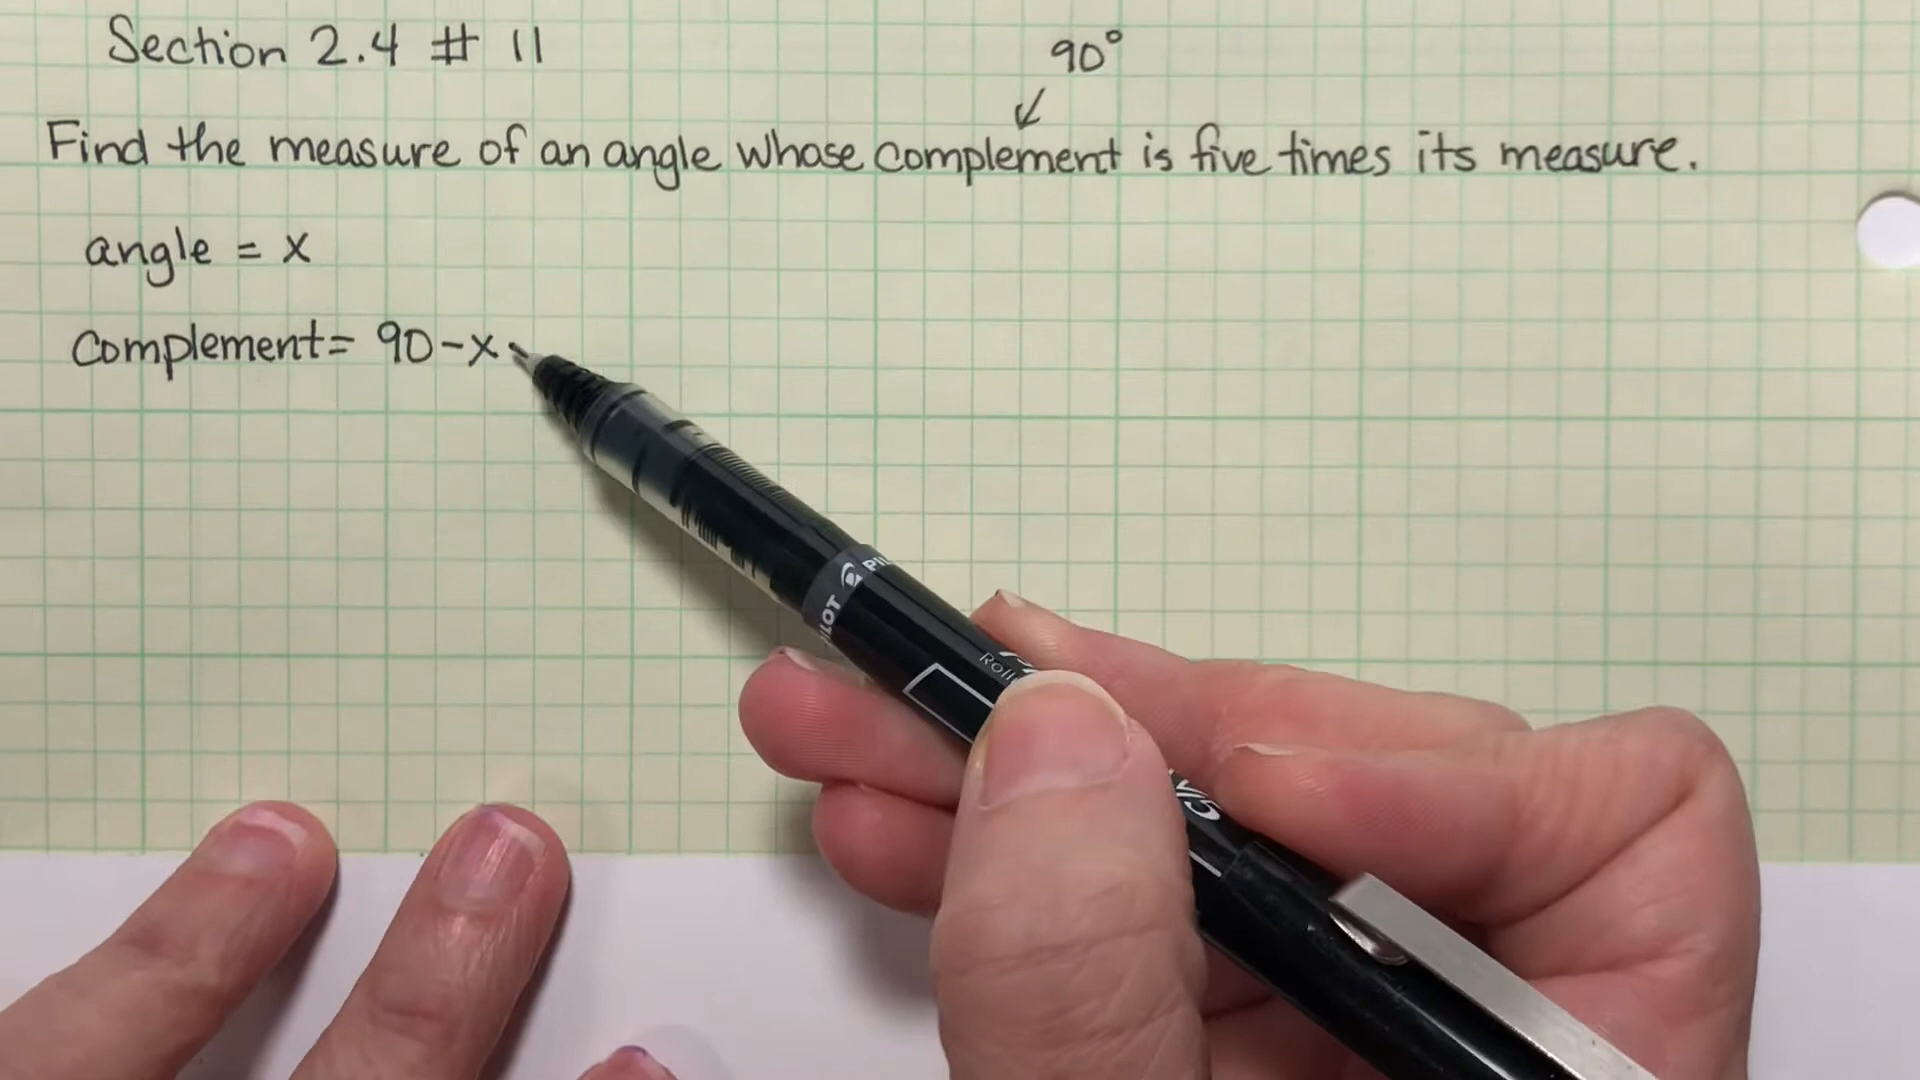 Section 2.4 # 11
90°
Find the measure of an angle whose complement is five times its measure.
angle = x
complement = 90 - x
PILOT